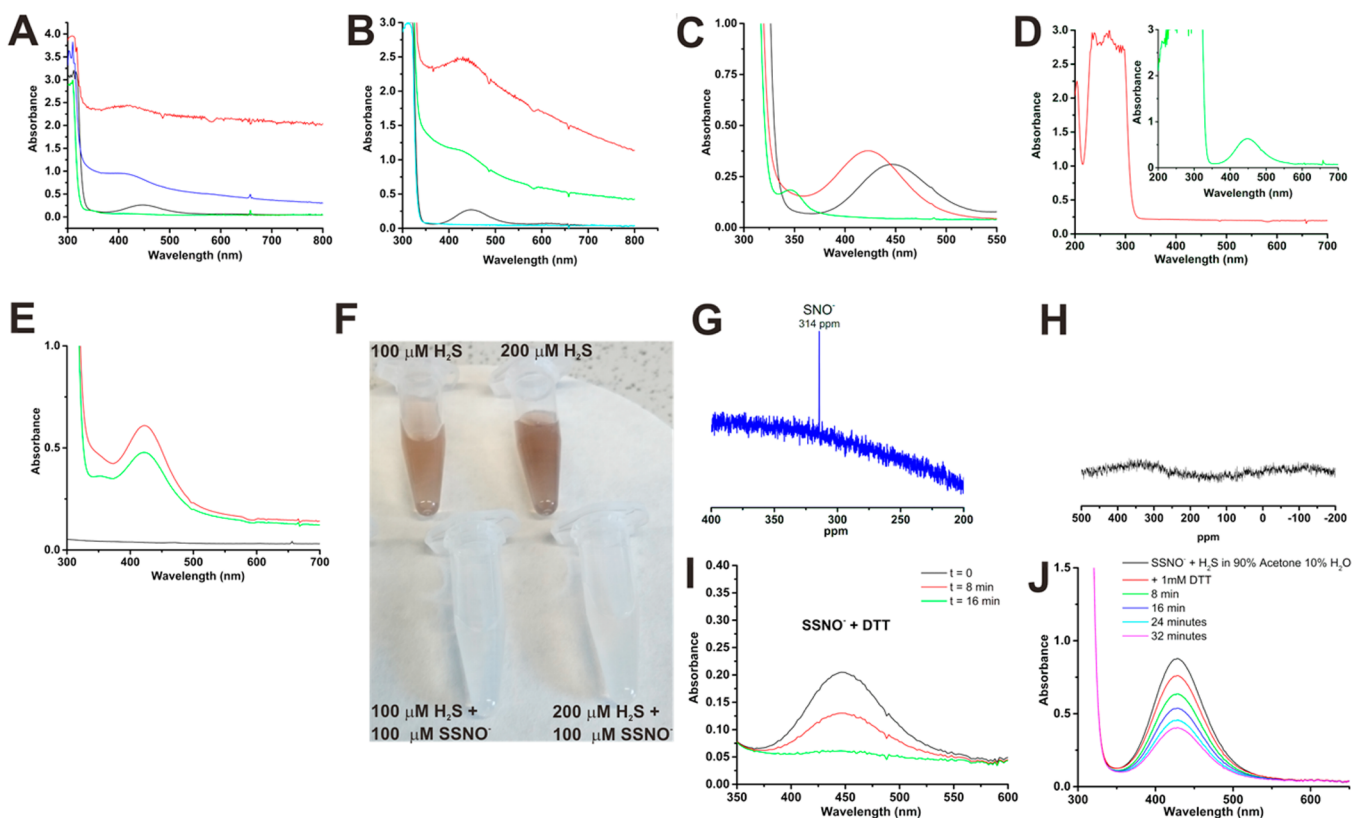 A
Absorbance
4.0
3.5
3.0
2.5
2.0
1.5
1.0
0.5
0.0
300 400 500 600 700 800
Wavelength (nm)
B
Absorbance
3.0
2.5
2.0
1.5
1.0
0.5
0.0
300 400 500 600 700 800
Wavelength (nm)
C
Absorbance
1.00
0.75
0.50
0.25
0.00
300 350 400 450 500 550
Wavelength (nm)
D
Absorbance
3.0
2.5
2.0
1.5
1.0
0.5
0.0
200 300 400 500 600 700
Wavelength (nm)
Absorbance
3
2
1
0
200 300 400 500 600 700
Wavelength (nm)
E
Absorbance
1.0
0.5
0.0
300 400 500 600 700
Wavelength (nm)
F
100 μM H₂S 200 μM H₂S
100 μM H₂S +
100 μM SSNO⁻
200 μM H₂S +
100 μM SSNO⁻
G
SNO⁻
314 ppm
400 350 300 250 200
ppm
H
500 400 300 200 100 0 -100 -200
ppm
I
Absorbance
0.40
0.35
0.30
0.25
0.20
0.15
0.10
0.05
0.00
t = 0
t = 8 min
t = 16 min
SSNO⁻ + DTT
350 400 450 500 550 600
Wavelength (nm)
J
Absorbance
1.5
1.0
0.5
0.0
SSNO⁻ + H₂S in 90% Acetone 10% H₂O
+ 1mM DTT
8 min
16 min
24 minutes
32 minutes
300 400 500 600
Wavelength (nm)